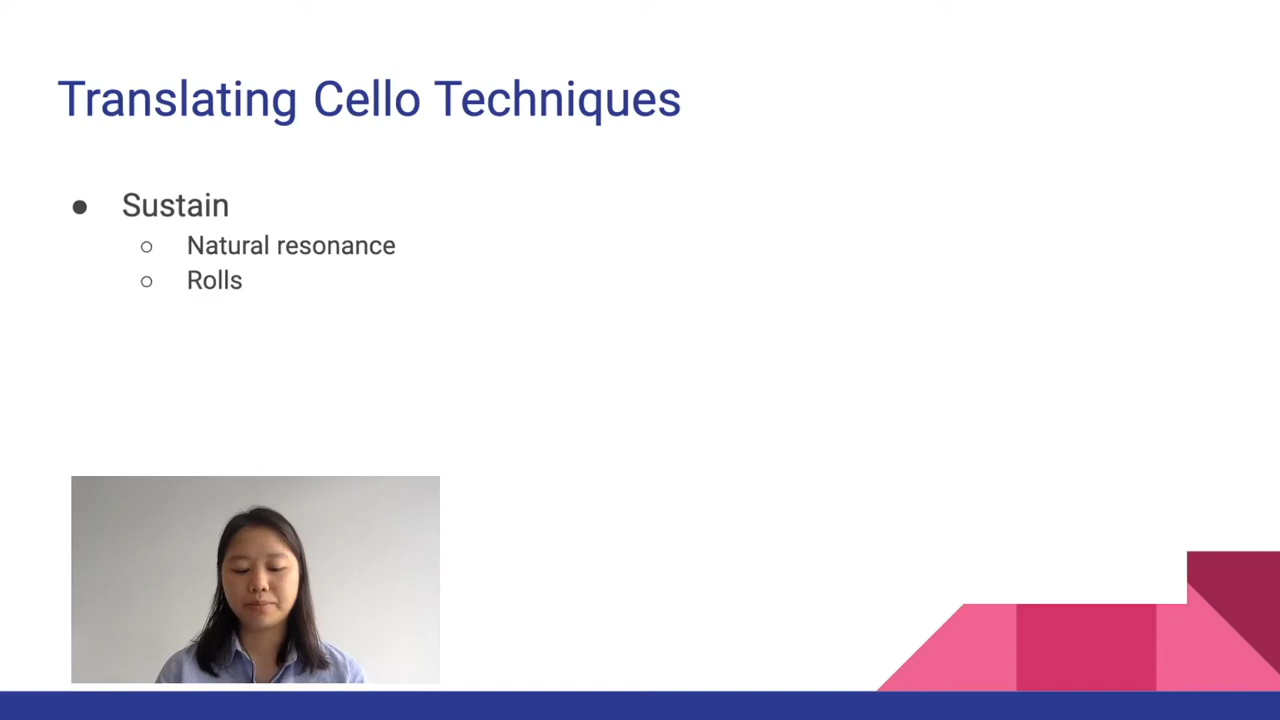 Translating Cello Techniques
● Sustain
○ Natural resonance
○ Rolls